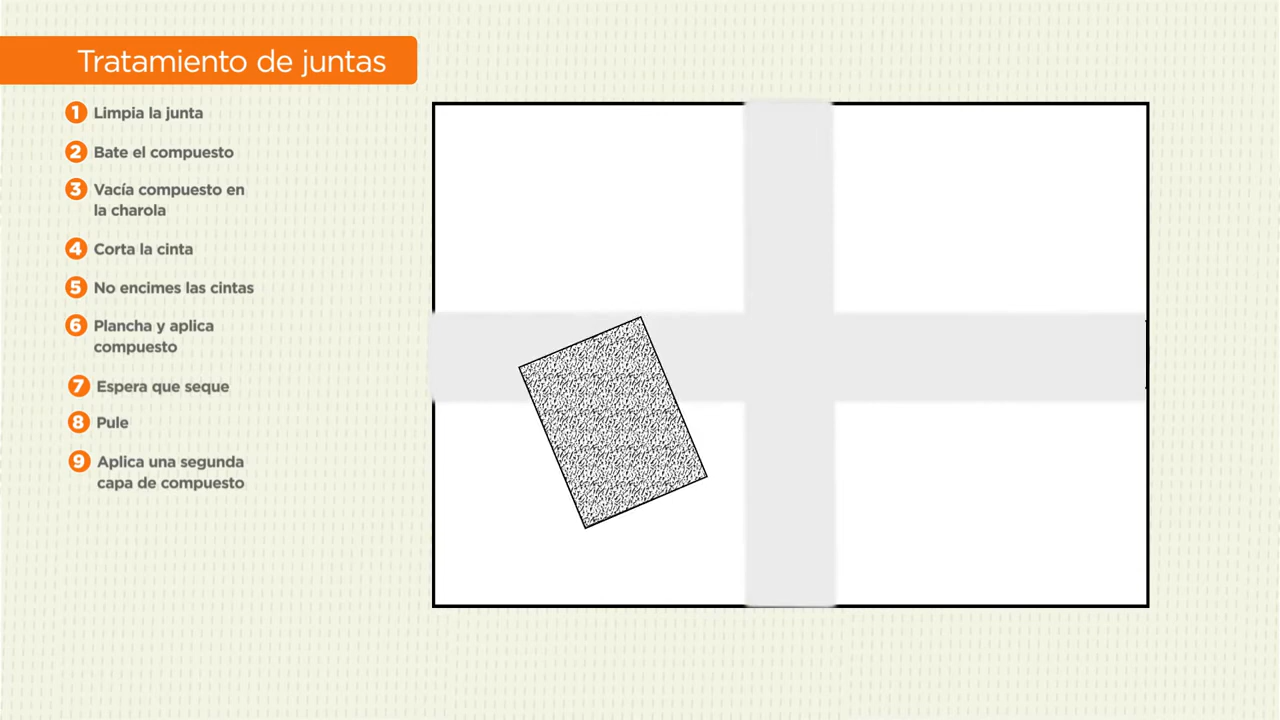 Tratamiento de juntas
1 Limpia la junta
2 Bate el compuesto
3 Vacía compuesto en
la charola
4 Corta la cinta
5 No encimes las cintas
6 Plancha y aplica
compuesto
7 Espera que seque
8 Pule
9 Aplica una segunda
capa de compuesto